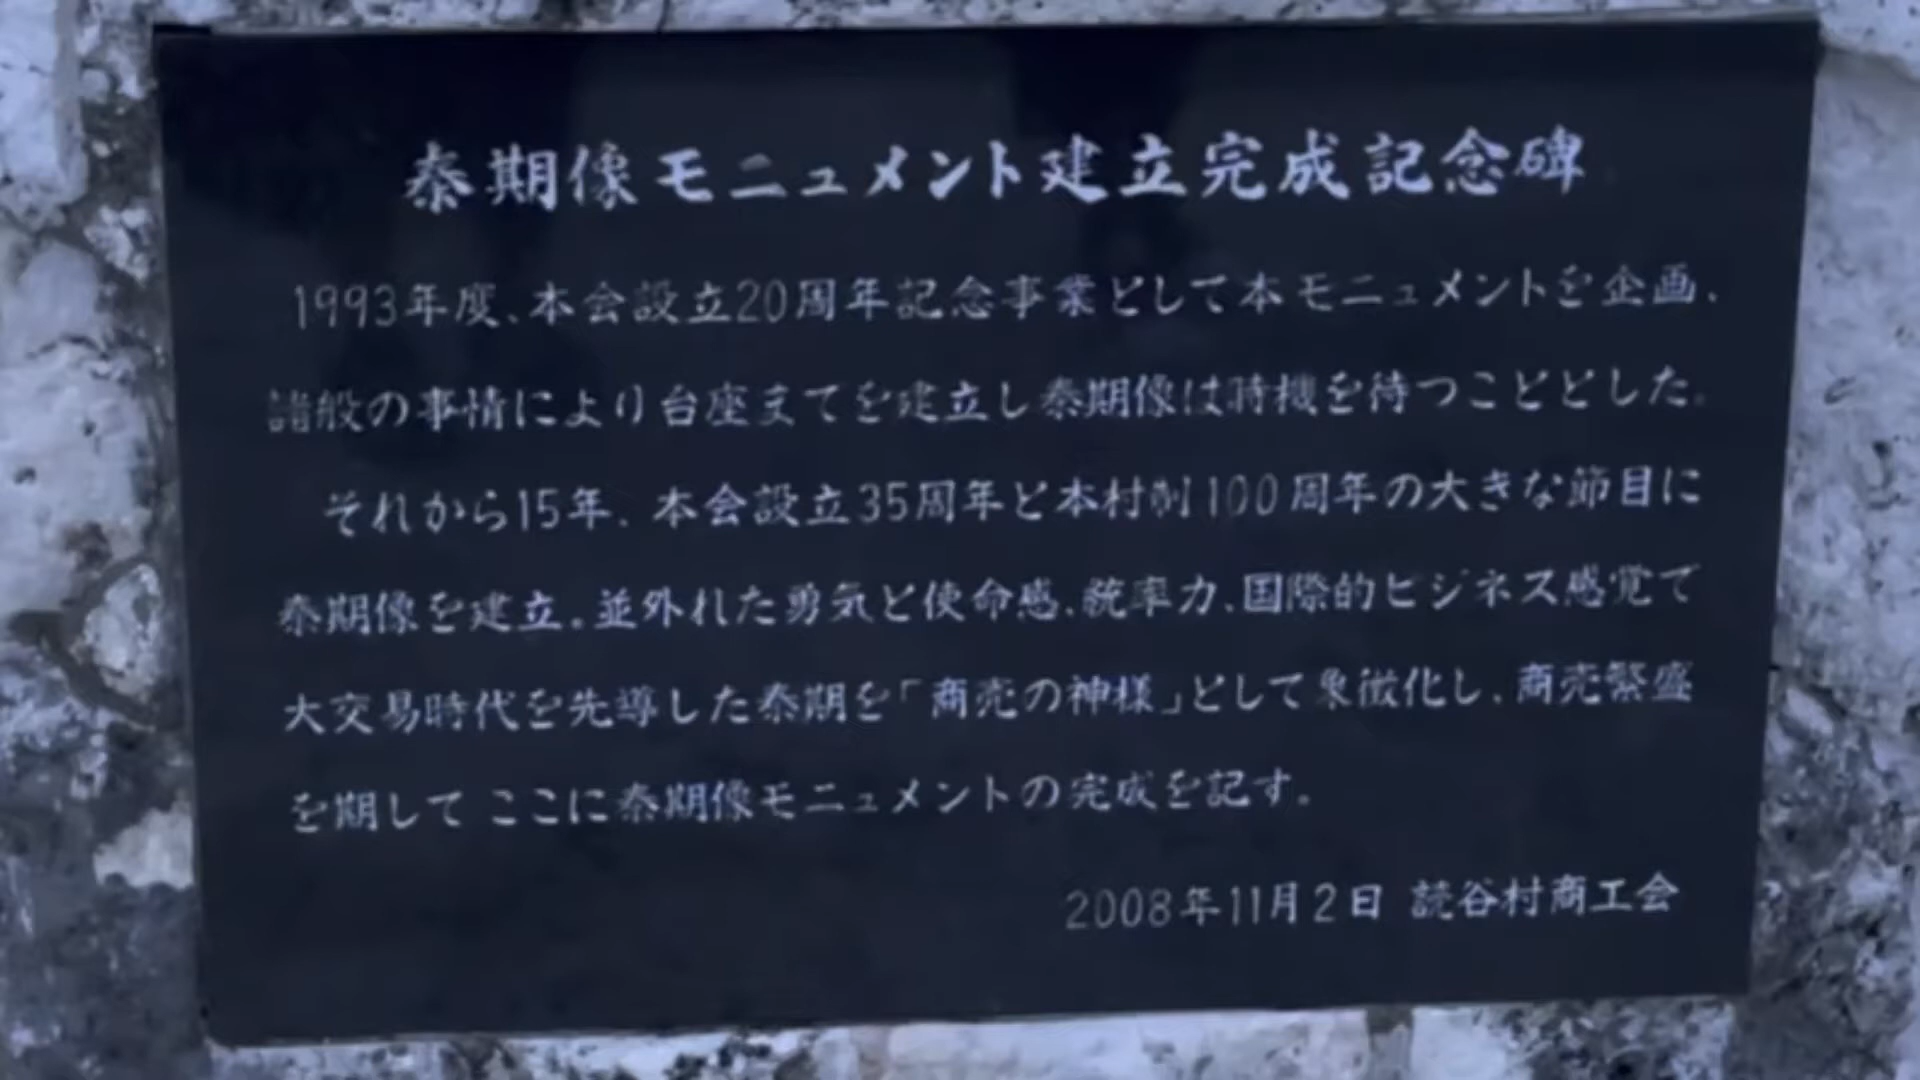 泰期像モニュメント建立完成記念碑
1993年度、本会設立20周年記念事業として本モニュメントを企画、
諸般の事情により台座までを建立し泰期像は時機を待つこととした。
それから15年、本会設立35周年と本村制100周年の大きな節目に
泰期像を建立。並外れた勇気と使命感、統率力、国際的ビジネス感覚で
大交易時代を先導した泰期を「商売の神様」として象徴化し、商売繁盛
を期して ここに泰期像モニュメントの完成を記す。
2008年11月2日 読谷村商工会